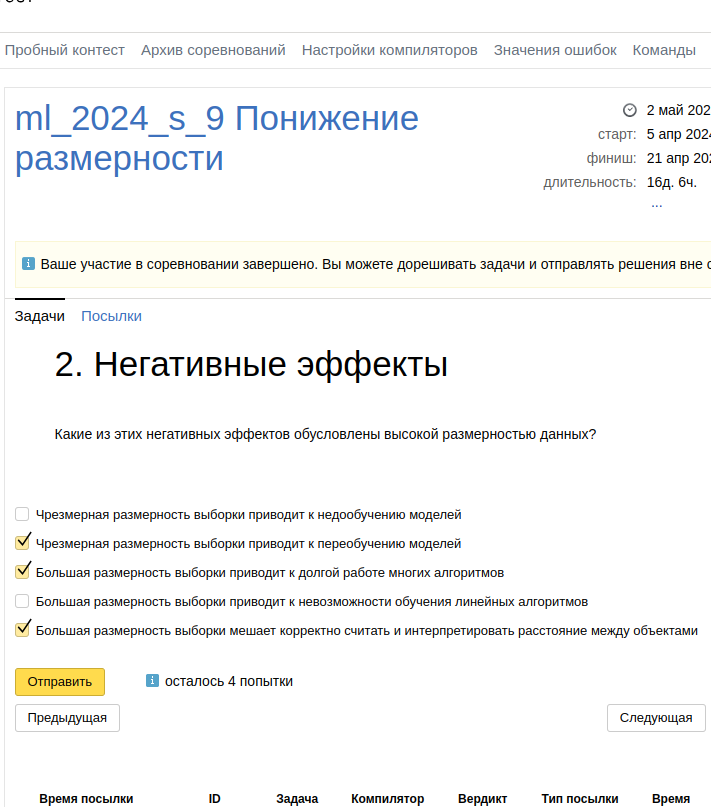 Пробный контест Архив соревнований Настройки компиляторов Значения ошибок Команды
ml_2024_s_9 Понижение
размерности
2 май 202
старт: 5 апр 2024
финиш: 21 апр 202
длительность: 16д. 6ч.
...
Ваше участие в соревновании завершено. Вы можете дорешивать задачи и отправлять решения вне с
Задачи Посылки
2. Негативные эффекты
Какие из этих негативных эффектов обусловлены высокой размерностью данных?
Чрезмерная размерность выборки приводит к недообучению моделей
Чрезмерная размерность выборки приводит к переобучению моделей
Большая размерность выборки приводит к долгой работе многих алгоритмов
Большая размерность выборки приводит к невозможности обучения линейных алгоритмов
Большая размерность выборки мешает корректно считать и интерпретировать расстояние между объектами
Отправить осталось 4 попытки
Предыдущая Следующая
Время посылки ID Задача Компилятор Вердикт Тип посылки Время